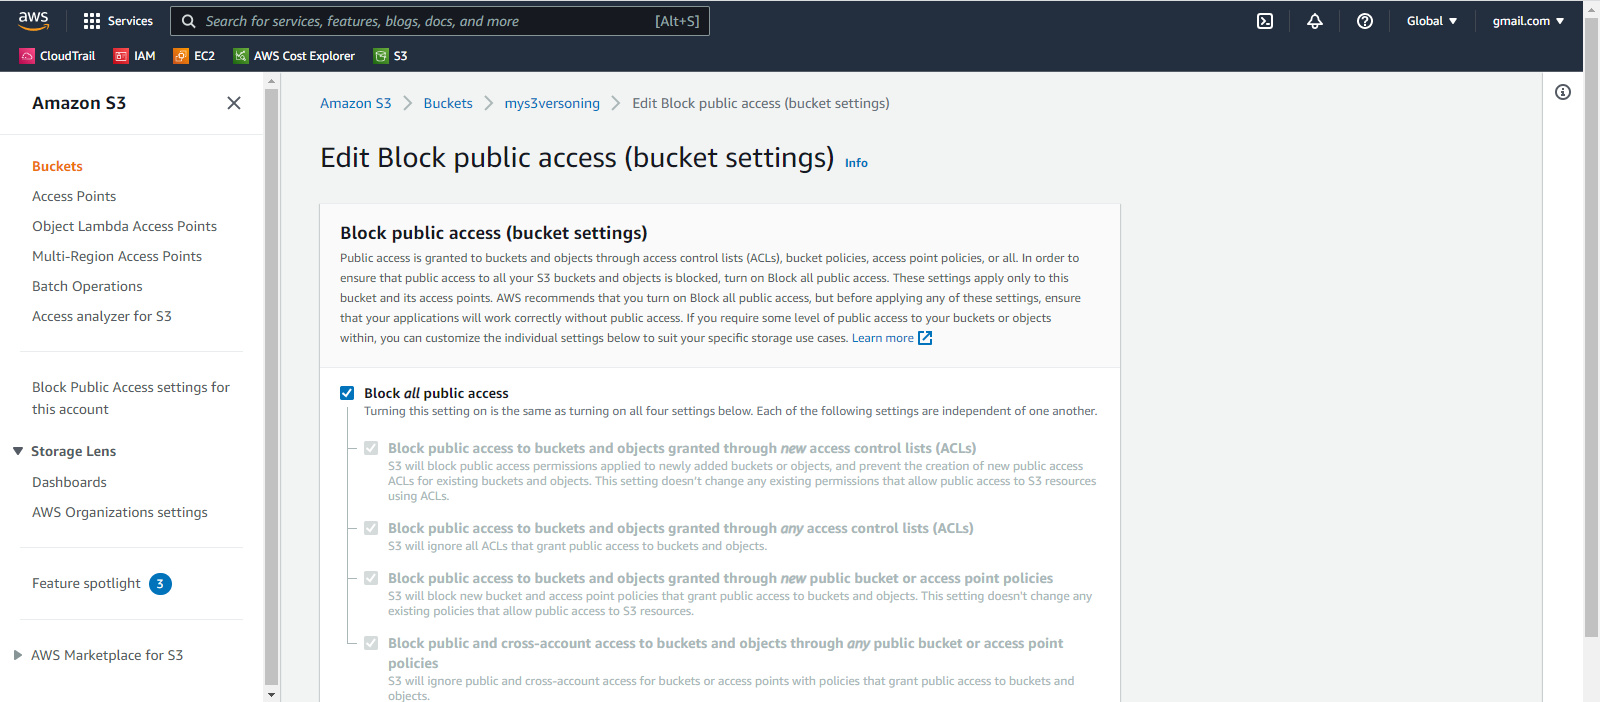 aws
Services
Search for services, features, blogs, docs, and more
[Alt+S]
Global
gmail.com
CloudTrail
IAM
EC2
AWS Cost Explorer
S3
Amazon S3
Buckets
Access Points
Object Lambda Access Points
Multi-Region Access Points
Batch Operations
Access analyzer for S3
Block Public Access settings for
this account
Storage Lens
Dashboards
AWS Organizations settings
Feature spotlight 3
AWS Marketplace for S3
Amazon S3 > Buckets > mys3versoning > Edit Block public access (bucket settings)
Edit Block public access (bucket settings) Info
Block public access (bucket settings)
Public access is granted to buckets and objects through access control lists (ACLs), bucket policies, access point policies, or all. In order to
ensure that public access to all your S3 buckets and objects is blocked, turn on Block all public access. These settings apply only to this
bucket and its access points. AWS recommends that you turn on Block all public access, but before applying any of these settings, ensure
that your applications will work correctly without public access. If you require some level of public access to your buckets or objects
within, you can customize the individual settings below to suit your specific storage use cases. Learn more
Block all public access
Turning this setting on is the same as turning on all four settings below. Each of the following settings are independent of one another.
Block public access to buckets and objects granted through new access control lists (ACLs)
S3 will block public access permissions applied to newly added buckets or objects, and prevent the creation of new public access
ACLs for existing buckets and objects. This setting doesn't change any existing permissions that allow public access to S3 resources
using ACLs.
Block public access to buckets and objects granted through any access control lists (ACLs)
S3 will ignore all ACLs that grant public access to buckets and objects.
Block public access to buckets and objects granted through new public bucket or access point policies
S3 will block new bucket and access point policies that grant public access to buckets and objects. This setting doesn't change any
existing policies that allow public access to S3 resources.
Block public and cross-account access to buckets and objects through any public bucket or access point
policies
S3 will ignore public and cross-account access for buckets or access points with policies that grant public access to buckets and
objects.